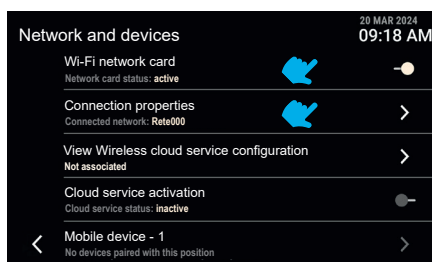 20 MAR 2024
Network and devices 09:18 AM
Wi-Fi network card
Network card status: active
Connection properties
Connected network: Rete000
View Wireless cloud service configuration
Not associated
Cloud service activation
Cloud service status: inactive
Mobile device - 1
No devices paired with this position